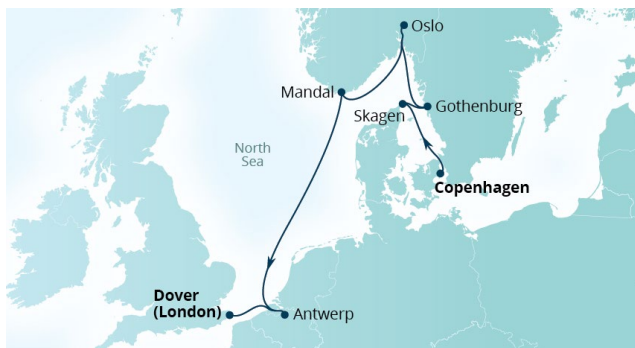 Oslo
Mandal
Skagen
Gothenburg
North
Sea
Copenhagen
Dover
(London)
Antwerp